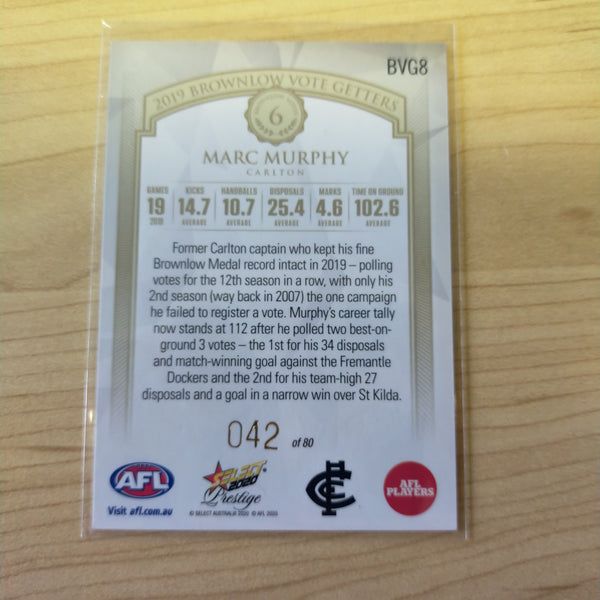 BVG8
2019 BROWNLOW VOTE GETTERS
6
MARC MURPHY
CARLTON
GAMES KICKS HANDBALLS DISPOSALS MARKS TIME ON GROUND
19 14.7 10.7 25.4 4.6 102.6
2019 AVERAGE AVERAGE AVERAGE AVERAGE AVERAGE
Former Carlton captain who kept his fine
Brownlow Medal record intact in 2019 – polling
votes for the 12th season in a row, with only his
2nd season (way back in 2007) the one campaign
he failed to register a vote. Murphy's career tally
now stands at 112 after he polled two best-on-
ground 3 votes – the 1st for his 34 disposals
and match-winning goal against the Fremantle
Dockers and the 2nd for his team-high 27
disposals and a goal in a narrow win over St Kilda.
042 of 80
AFL
Visit afl.com.au
SELECT
2020
Prestige
© SELECT AUSTRALIA 2020 © AFL 2020
CFC
AFL
PLAYERS